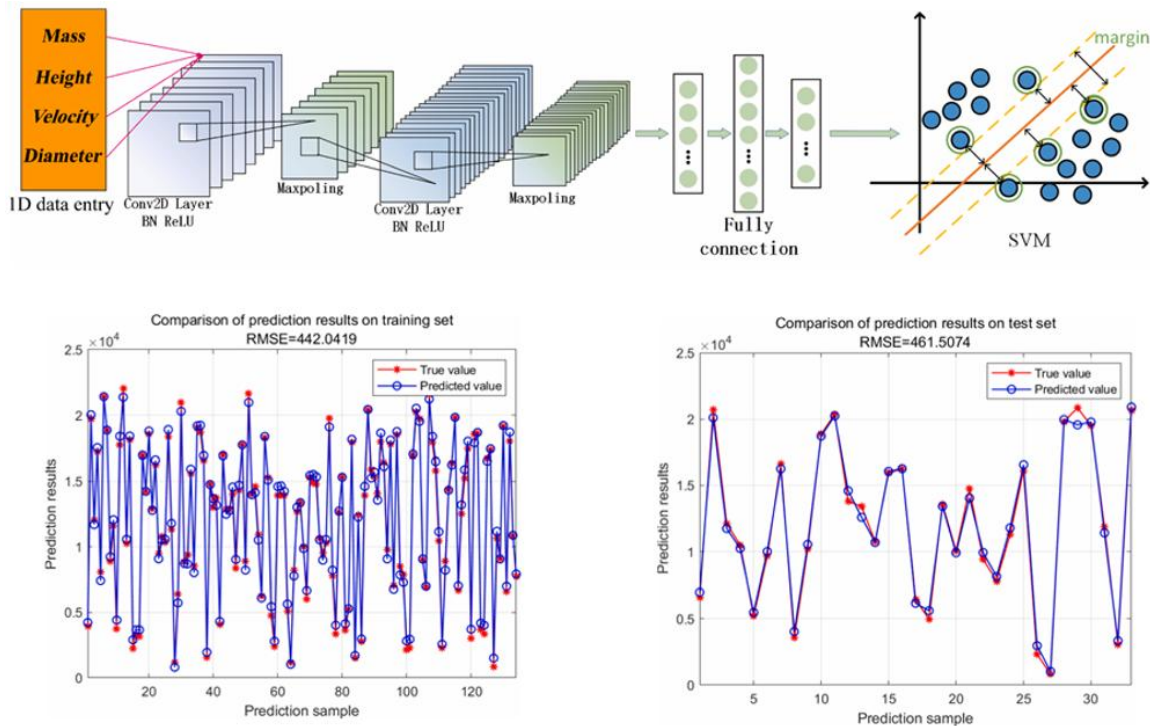 Mass
Height
Velocity
Diameter
1D data entry
Conv2D Layer
BN ReLU
Maxpoling
Conv2D Layer
BN ReLU
Maxpoling
Fully
connection
margin
SVM
Comparison of prediction results on training set
RMSE=442.0419
×10⁴
2.5
2
1.5
1
0.5
0
Prediction results
True value
Predicted value
20
40
60
80
100
120
Prediction sample
Comparison of prediction results on test set
RMSE=461.5074
×10⁴
2.5
2
1.5
1
0.5
0
Prediction results
True value
Predicted value
5
10
15
20
25
30
Prediction sample